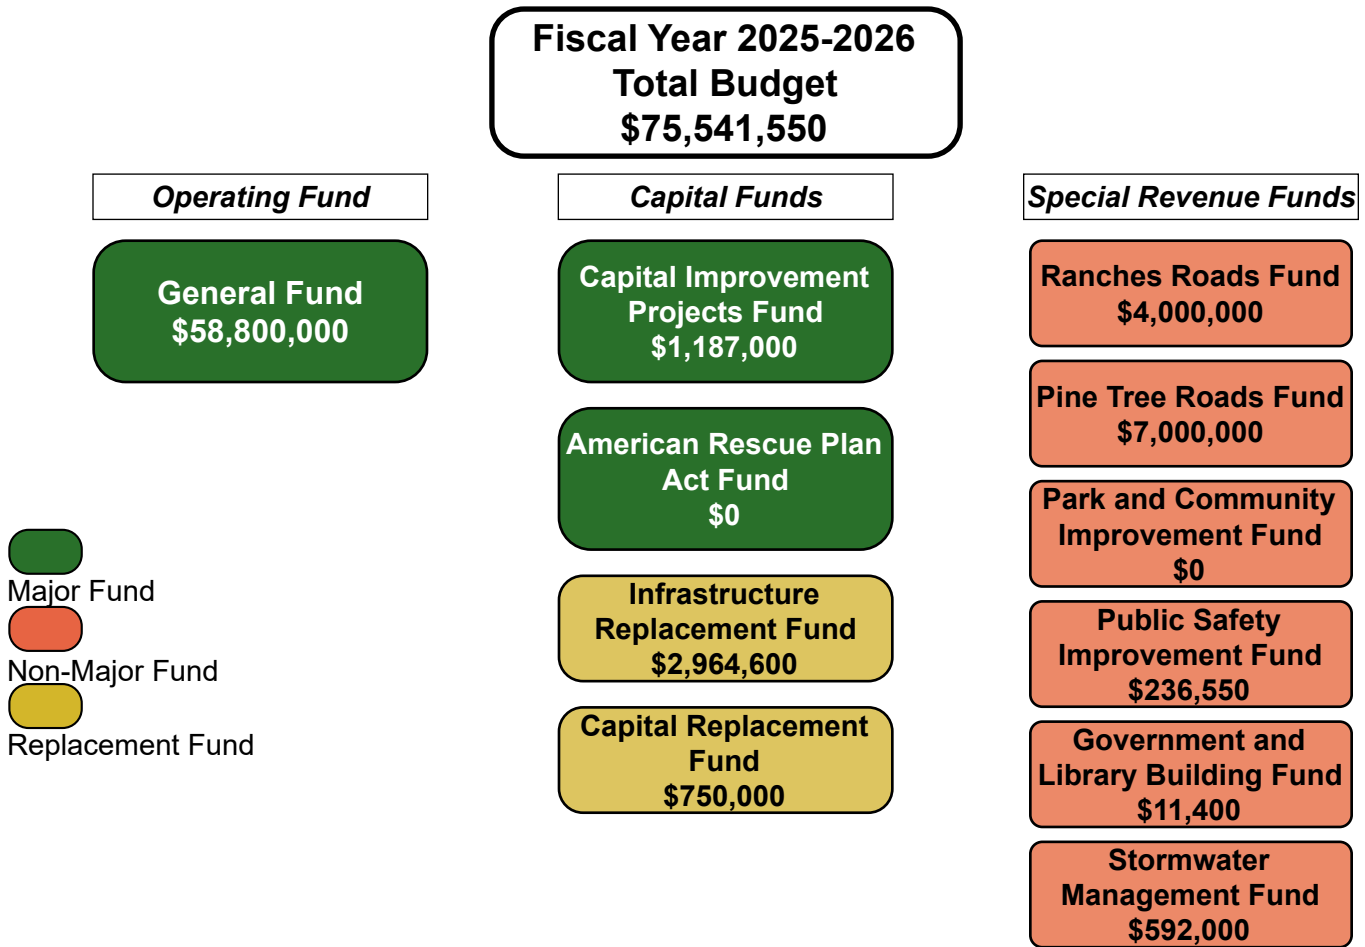 Fiscal Year 2025-2026
Total Budget
$75,541,550
Operating Fund
General Fund
$58,800,000
Capital Funds
Capital Improvement
Projects Fund
$1,187,000
American Rescue Plan
Act Fund
$0
Infrastructure
Replacement Fund
$2,964,600
Capital Replacement
Fund
$750,000
Special Revenue Funds
Ranches Roads Fund
$4,000,000
Pine Tree Roads Fund
$7,000,000
Park and Community
Improvement Fund
$0
Public Safety
Improvement Fund
$236,550
Government and
Library Building Fund
$11,400
Stormwater
Management Fund
$592,000
Major Fund
Non-Major Fund
Replacement Fund